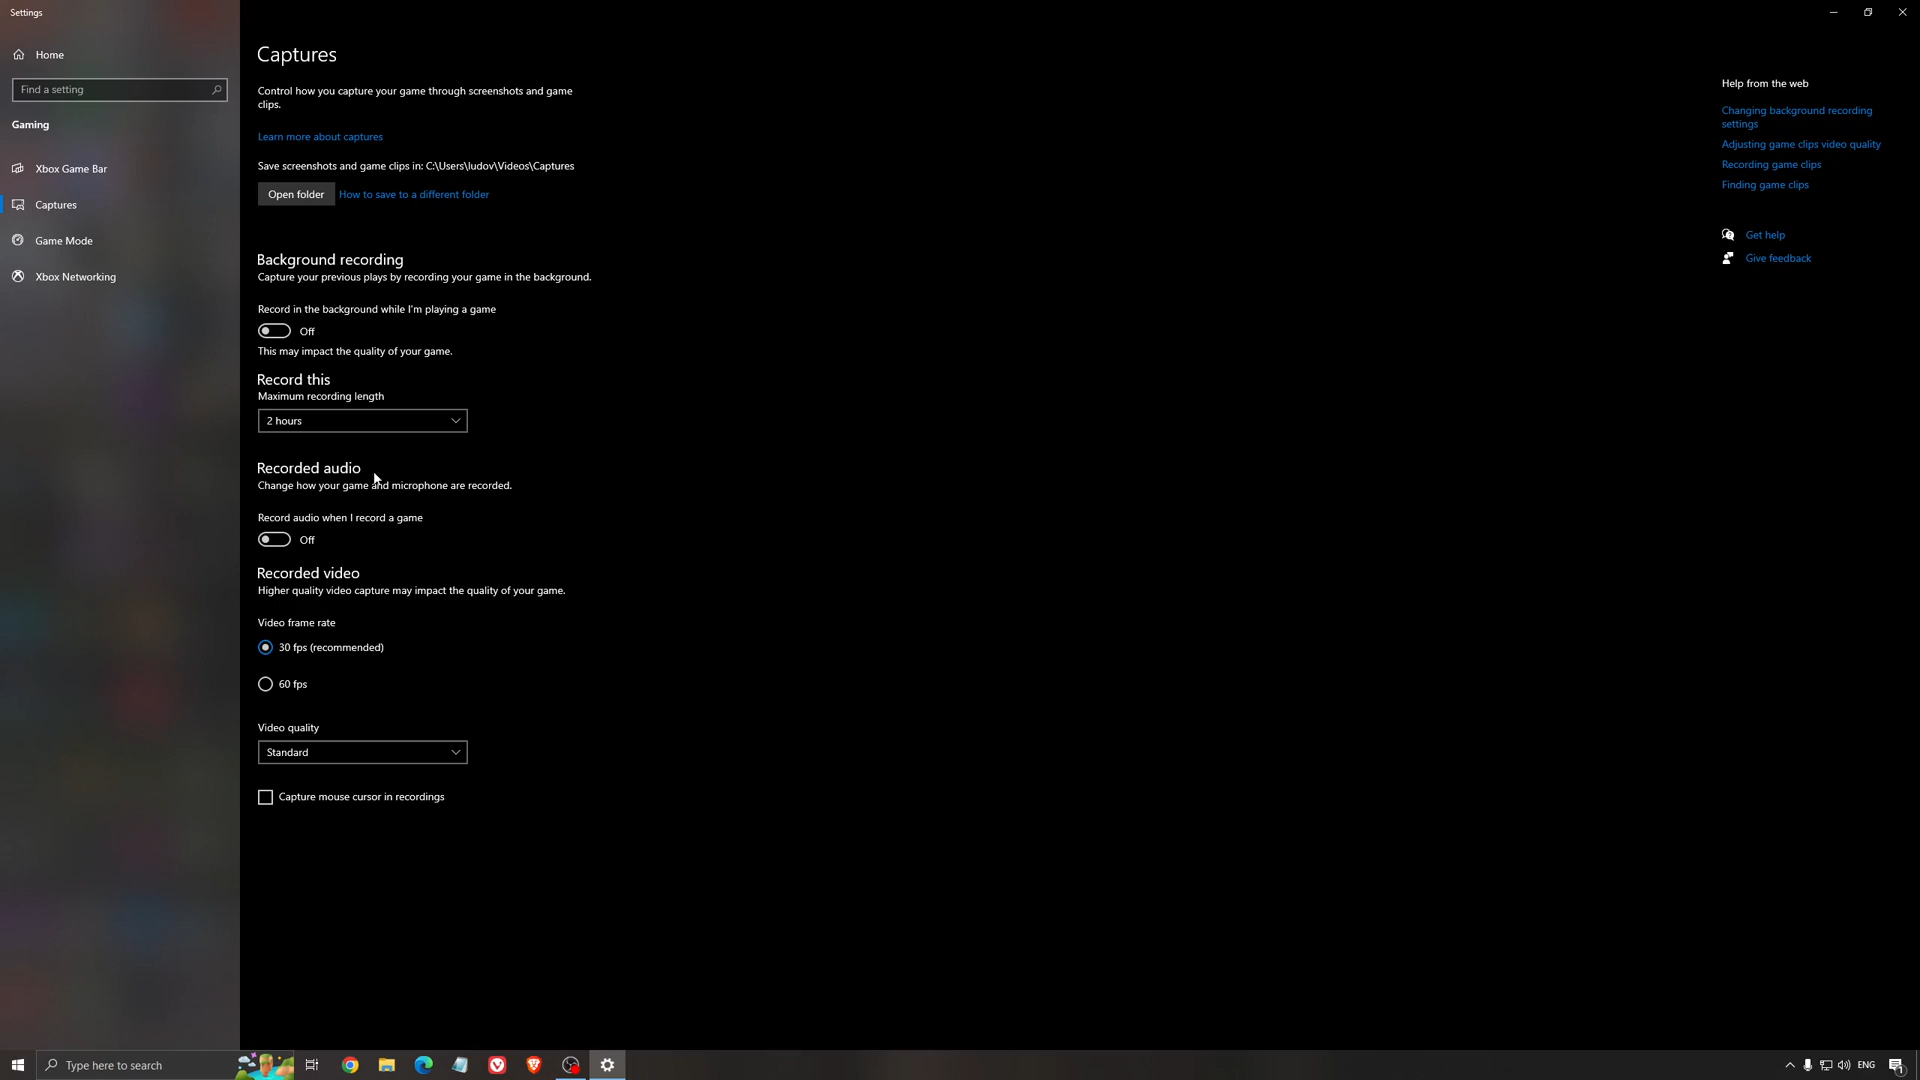 Settings
Home
Find a setting
Gaming
Xbox Game Bar
Captures
Game Mode
Xbox Networking
Captures
Control how you capture your game through screenshots and game
clips.
Learn more about captures
Save screenshots and game clips in: C:\Users\ludov\Videos\Captures
Open folder
How to save to a different folder
Background recording
Capture your previous plays by recording your game in the background.
Record in the background while I'm playing a game
Off
This may impact the quality of your game.
Record this
Maximum recording length
2 hours
Recorded audio
Change how your game and microphone are recorded.
Record audio when I record a game
Off
Recorded video
Higher quality video capture may impact the quality of your game.
Video frame rate
30 fps (recommended)
60 fps
Video quality
Standard
Capture mouse cursor in recordings
Help from the web
Changing background recording
settings
Adjusting game clips video quality
Recording game clips
Finding game clips
Get help
Give feedback
Type here to search
ENG
1